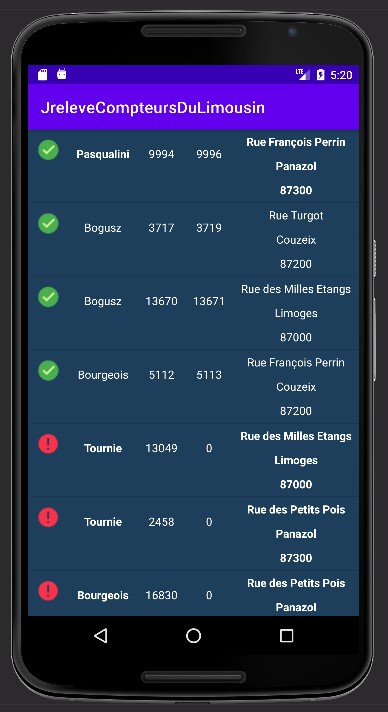 LTE 5:20
JreleveCompteursDuLimousin
Pasqualini 9994 9996 Rue François Perrin
Panazol
87300
Bogusz 3717 3719 Rue Turgot
Couzeix
87200
Bogusz 13670 13671 Rue des Milles Etangs
Limoges
87000
Bourgeois 5112 5113 Rue François Perrin
Couzeix
87200
Tournie 13049 0 Rue des Milles Etangs
Limoges
87000
Tournie 2458 0 Rue des Petits Pois
Panazol
87300
Bourgeois 16830 0 Rue des Petits Pois
Panazol